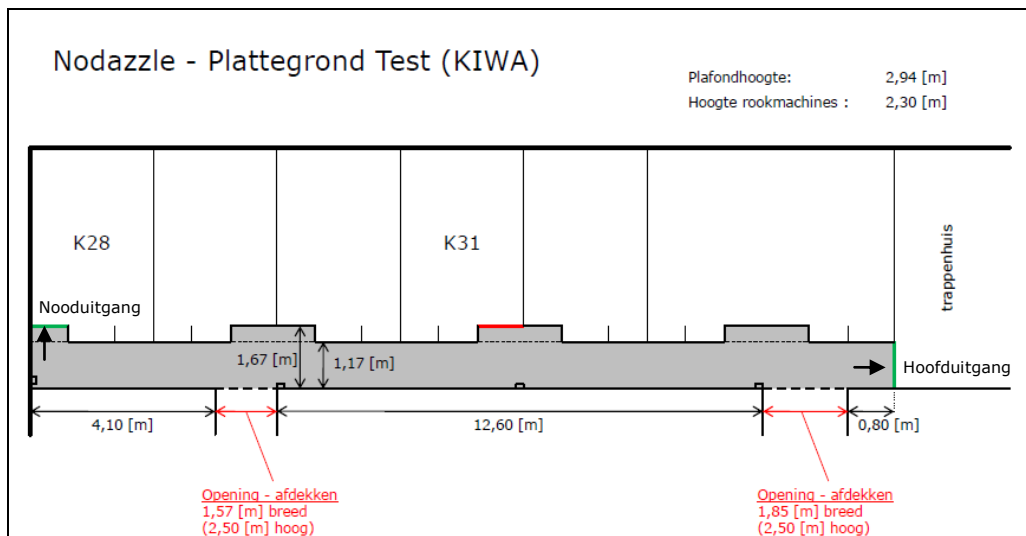 Nodazzle - Plattegrond Test (KIWA)
Plafondhoogte: 2,94 [m]
Hoogte rookmachines : 2,30 [m]
K28
K31
trappenhuis
Nooduitgang
1,67 [m]
1,17 [m]
Hoofduitgang
4,10 [m]
12,60 [m]
0,80 [m]
Opening - afdekken
1,57 [m] breed
(2,50 [m] hoog)
Opening - afdekken
1,85 [m] breed
(2,50 [m] hoog)